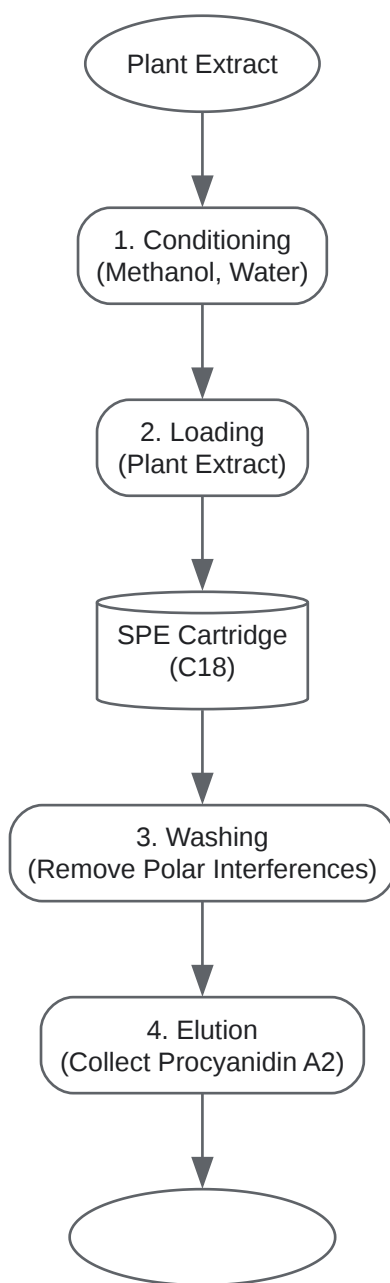 Plant Extract
1. Conditioning
(Methanol, Water)
2. Loading
(Plant Extract)
SPE Cartridge
(C18)
3. Washing
(Remove Polar Interferences)
4. Elution
(Collect Procyanidin A2)